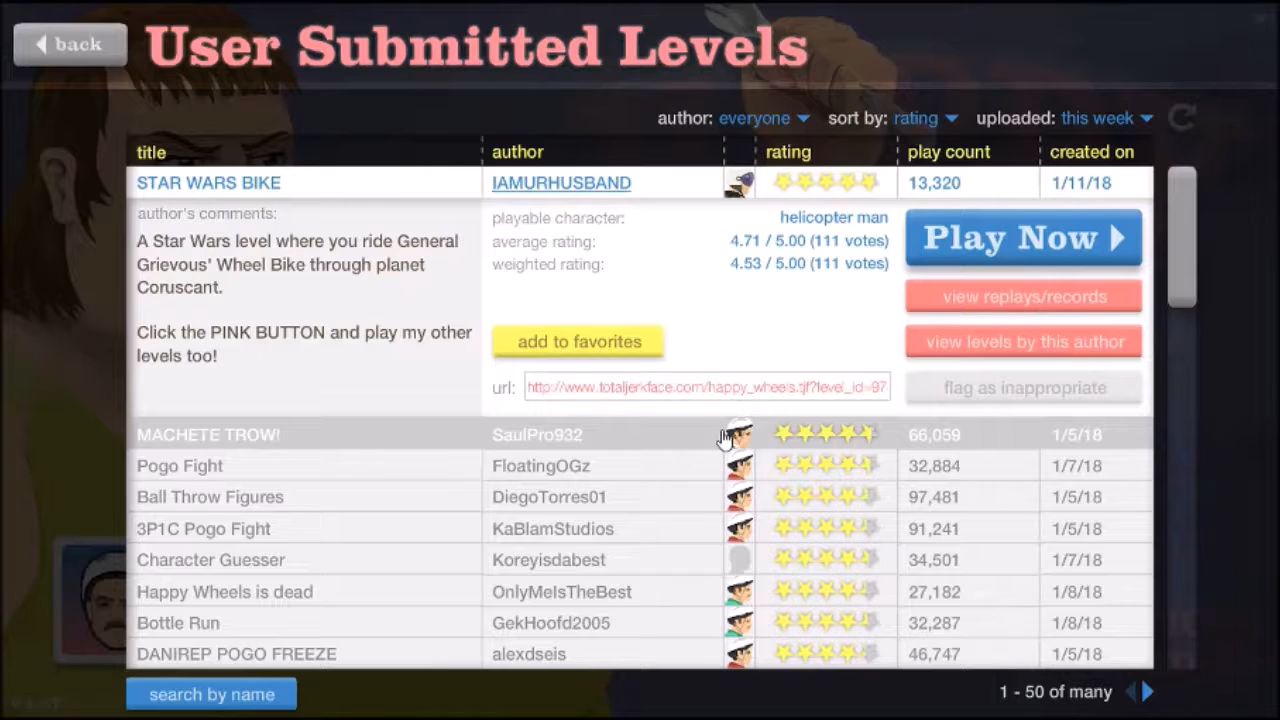 back
User Submitted Levels
author: everyone sort by: rating uploaded: this week
title author rating play count created on
STAR WARS BIKE IAMURHUSBAND 13,320 1/11/18
author's comments:
A Star Wars level where you ride General
Grievous' Wheel Bike through planet
Coruscant.
Click the PINK BUTTON and play my other
levels too!
playable character: helicopter man
average rating: 4.71 / 5.00 (111 votes)
weighted rating: 4.53 / 5.00 (111 votes)
add to favorites
url: http://www.totaljerkface.com/happy_wheels.tjf?level_id=97
Play Now
view replays/records
view levels by this author
flag as inappropriate
MACHETE TROW! SaulPro932 66,059 1/5/18
Pogo Fight FloatingOGz 32,884 1/7/18
Ball Throw Figures DiegoTorres01 97,481 1/5/18
3P1C Pogo Fight KaBlamStudios 91,241 1/5/18
Character Guesser Koreyisdabest 34,501 1/7/18
Happy Wheels is dead OnlyMeIsTheBest 27,182 1/8/18
Bottle Run GekHoofd2005 32,287 1/8/18
DANIREP POGO FREEZE alexdseis 46,747 1/5/18
search by name
1 - 50 of many